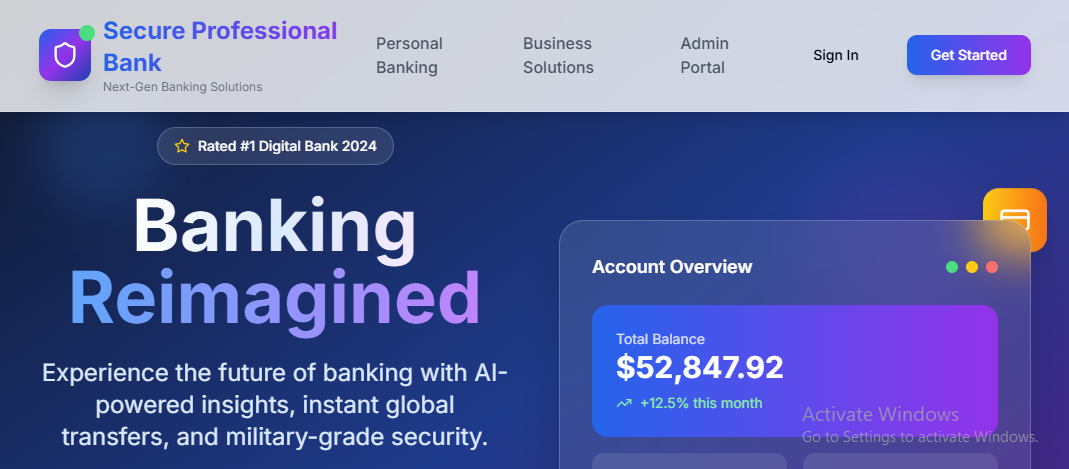 Secure Professional
Bank
Next-Gen Banking Solutions
Personal
Banking
Business
Solutions
Admin
Portal
Sign In
Get Started
Rated #1 Digital Bank 2024
Banking
Reimagined
Experience the future of banking with AI-
powered insights, instant global
transfers, and military-grade security.
Account Overview
Total Balance
$52,847.92
+12.5% this month
Activate Windows
Go to Settings to activate Windows.